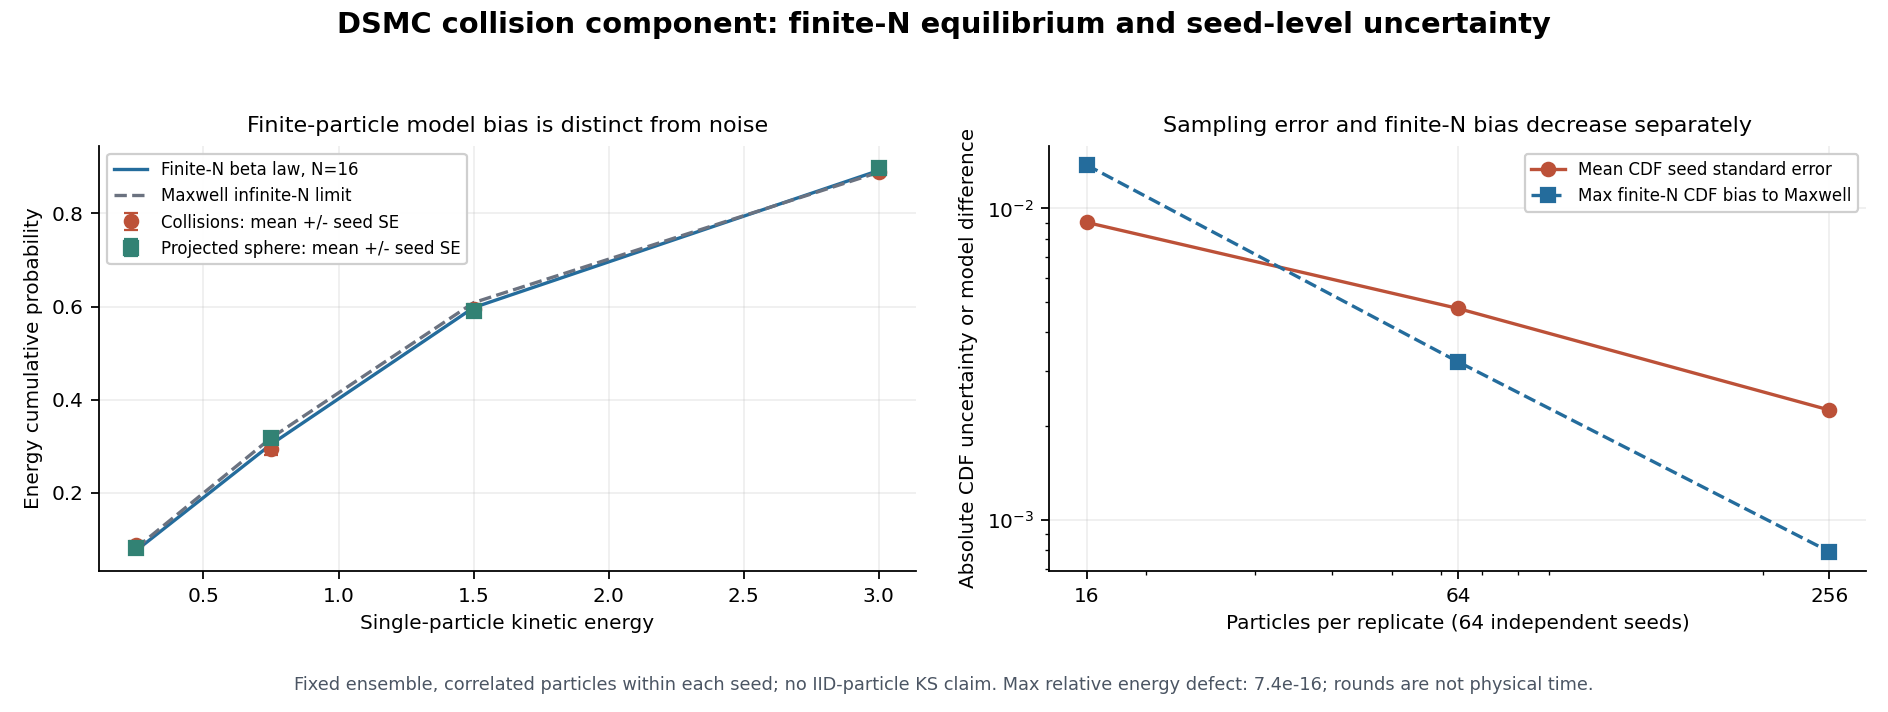 DSMC collision component: finite-N equilibrium and seed-level uncertainty
Finite-particle model bias is distinct from noise
Finite-N beta law, N=16
Maxwell infinite-N limit
Collisions: mean +/- seed SE
Projected sphere: mean +/- seed SE
Energy cumulative probability
0.8
0.6
0.4
0.2
0.5
1.0
1.5
2.0
2.5
3.0
Single-particle kinetic energy
Sampling error and finite-N bias decrease separately
Mean CDF seed standard error
Max finite-N CDF bias to Maxwell
Absolute CDF uncertainty or model difference
10⁻²
10⁻³
16
64
256
Particles per replicate (64 independent seeds)
Fixed ensemble, correlated particles within each seed; no IID-particle KS claim. Max relative energy defect: 7.4e-16; rounds are not physical time.